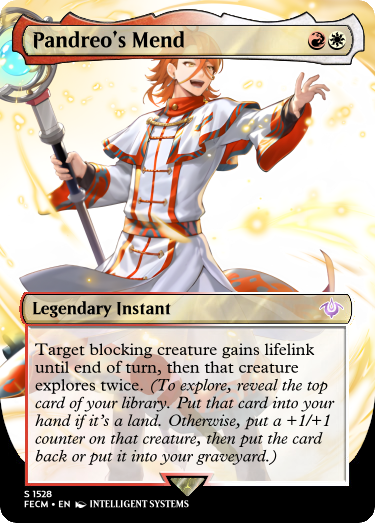 Pandreo's Mend
Legendary Instant
Target blocking creature gains lifelink
until end of turn, then that creature
explores twice. (To explore, reveal the top
card of your library. Put that card into your
hand if it's a land. Otherwise, put a +1/+1
counter on that creature, then put the card
back or put it into your graveyard.)
S 1528
FECM • EN INTELLIGENT SYSTEMS